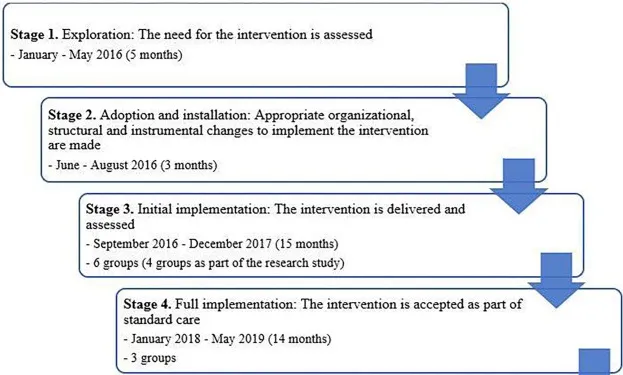 Stage 1. Exploration: The need for the intervention is assessed
- January - May 2016 (5 months)
Stage 2. Adoption and installation: Appropriate organizational,
structural and instrumental changes to implement the intervention
are made
- June - August 2016 (3 months)
Stage 3. Initial implementation: The intervention is delivered and
assessed
- September 2016 - December 2017 (15 months)
- 6 groups (4 groups as part of the research study)
Stage 4. Full implementation: The intervention is accepted as part of
standard care
- January 2018 - May 2019 (14 months)
- 3 groups